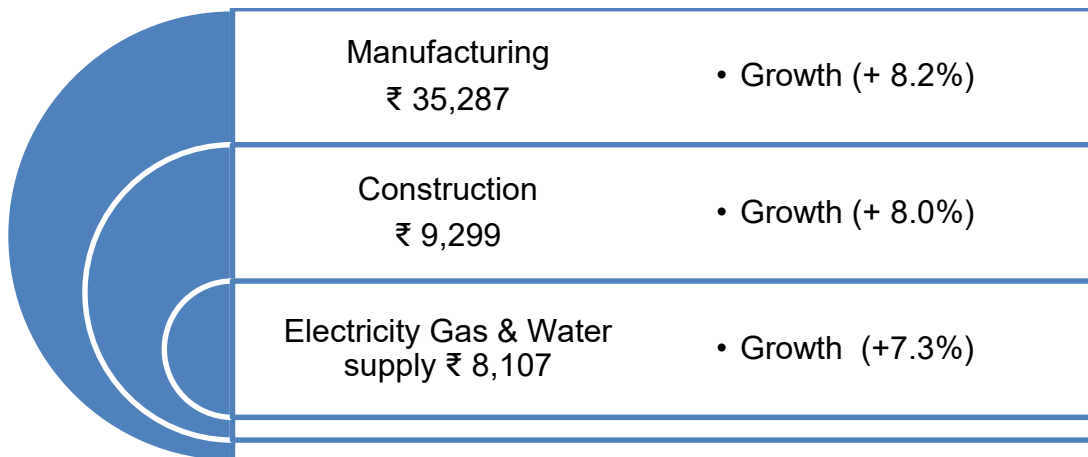 Manufacturing
₹ 35,287
• Growth (+ 8.2%)
Construction
₹ 9,299
• Growth (+ 8.0%)
Electricity Gas & Water
supply ₹ 8,107
• Growth (+7.3%)